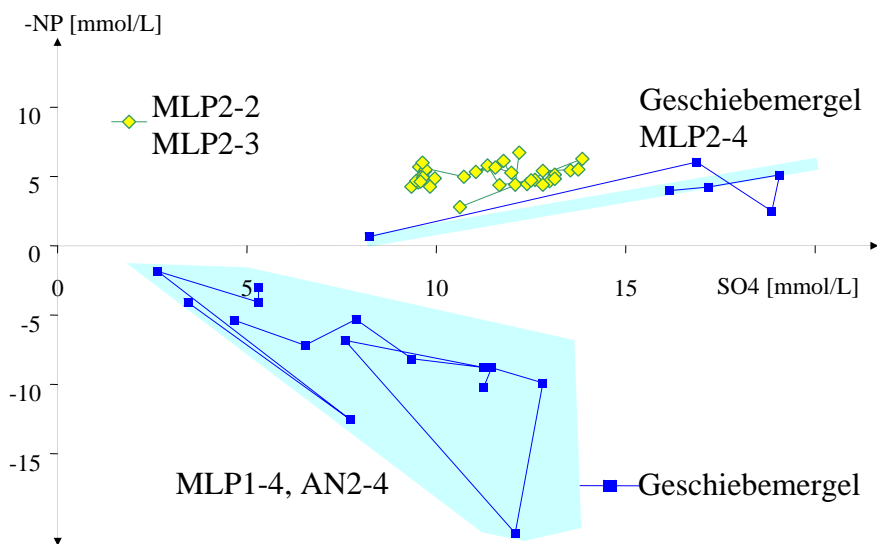 -NP [mmol/L]
10
5
0
-5
-10
-15
0
5
10
15
SO4 [mmol/L]
MLP2-2
MLP2-3
Geschiebemergel
MLP2-4
MLP1-4, AN2-4
Geschiebemergel